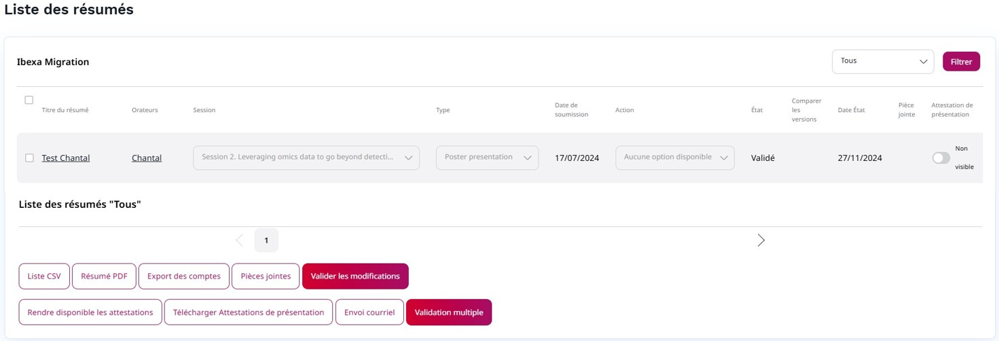 Liste des résumés
Ibexa Migration
Tous
Filtrer
Titre du résumé
Orateurs
Session
Type
Date de
soumission
Action
État
Comparer
les
versions
Date État
Pièce
jointe
Attestation de
présentation
Test Chantal
Chantal
Session 2. Leveraging omics data to go beyond detecti...
Poster presentation
17/07/2024
Aucune option disponible
Validé
27/11/2024
Non
visible
Liste des résumés "Tous"
1
Liste CSV
Résumé PDF
Export des comptes
Pièces jointes
Valider les modifications
Rendre disponible les attestations
Télécharger Attestations de présentation
Envoi courriel
Validation multiple